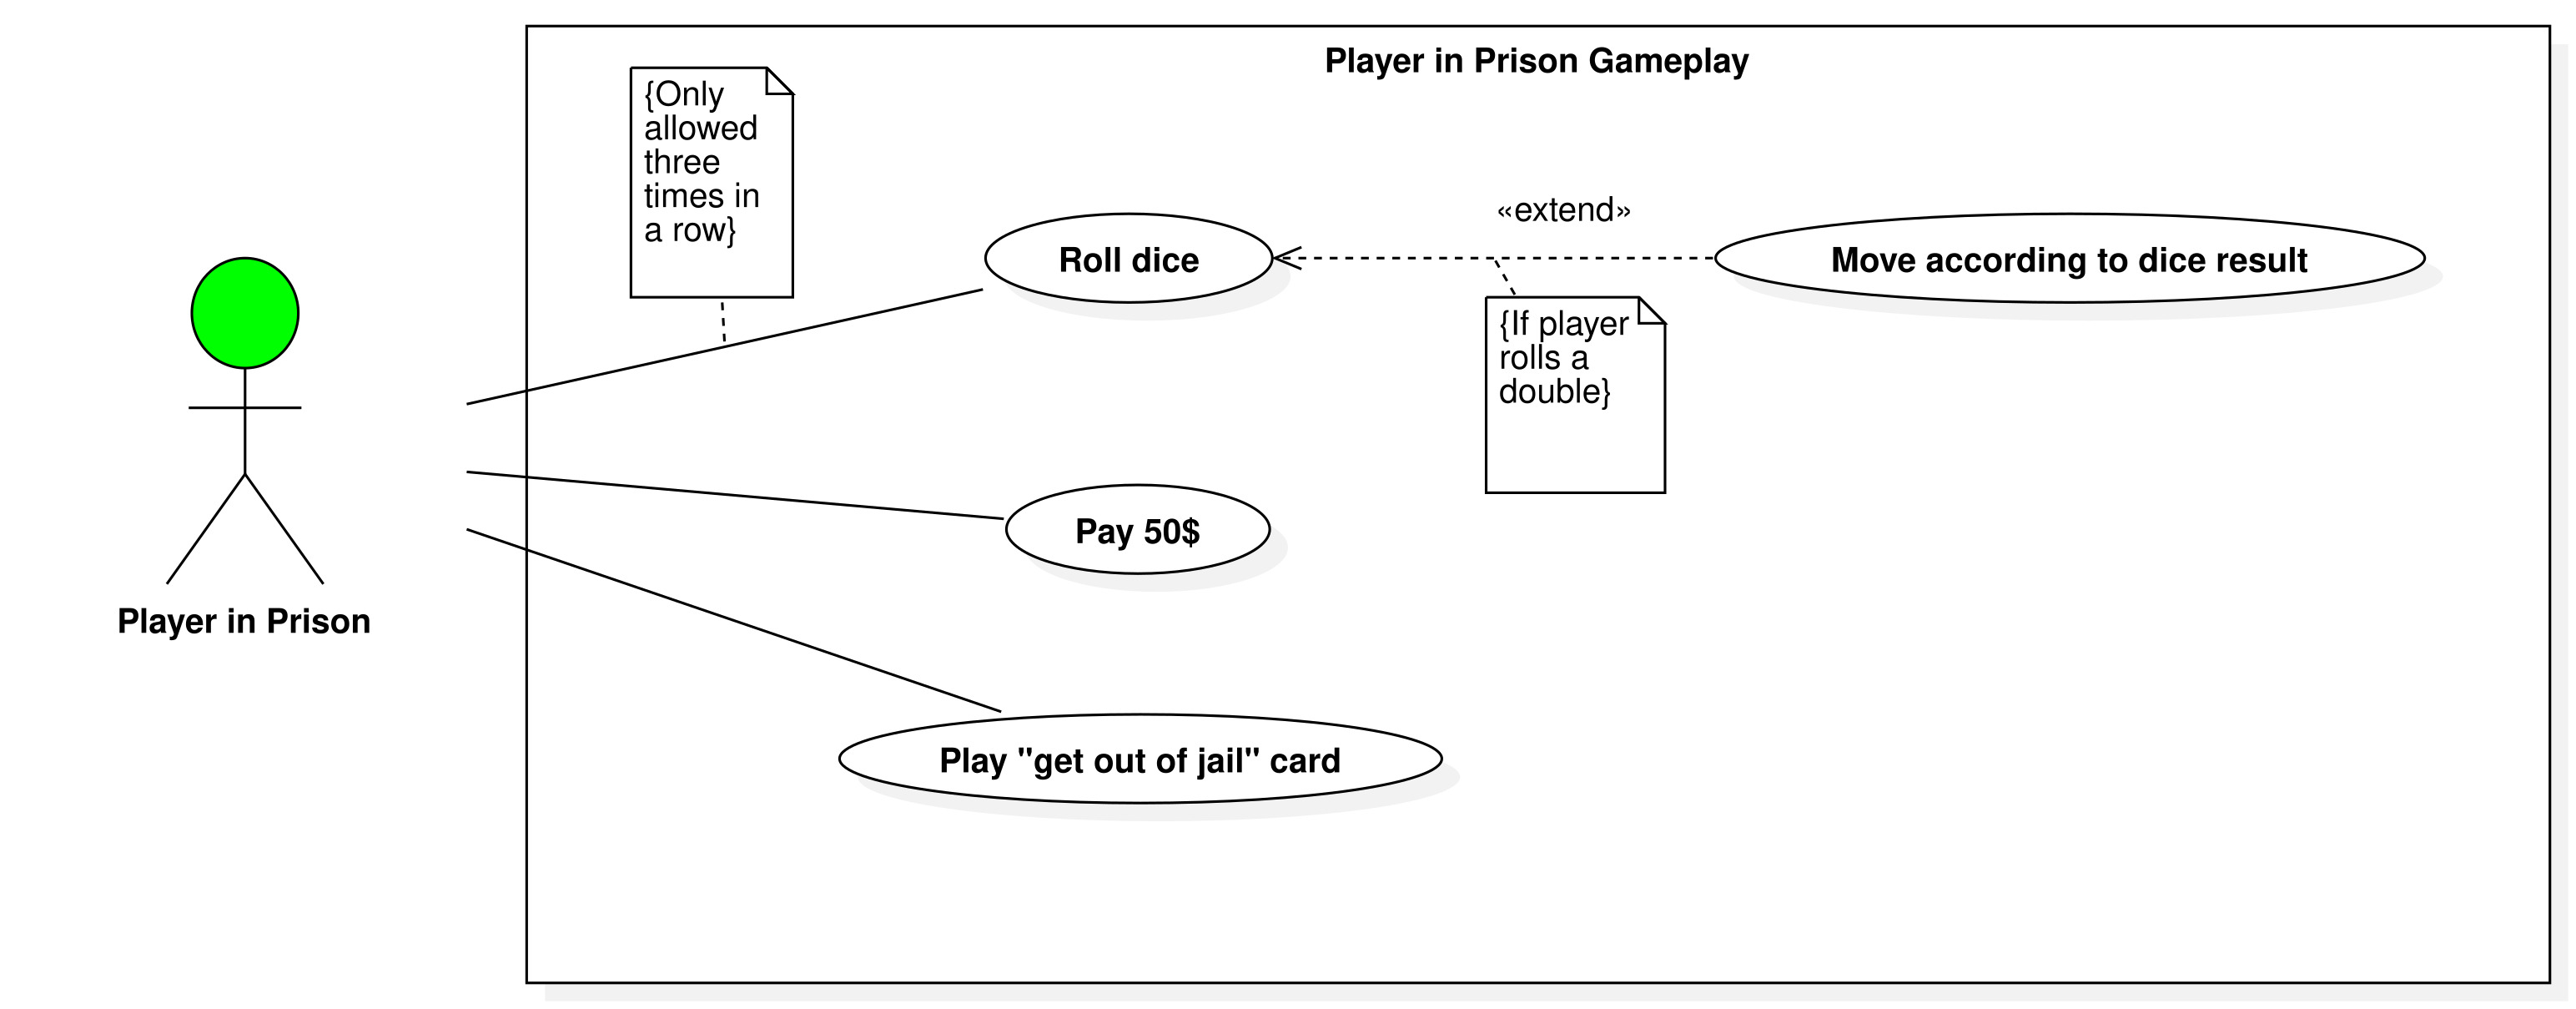 Player in Prison Gameplay
{Only
allowed
three
times in
a row}
«extend»
Roll dice
Move according to dice result
{If player
rolls a
double}
Pay 50$
Player in Prison
Play "get out of jail" card